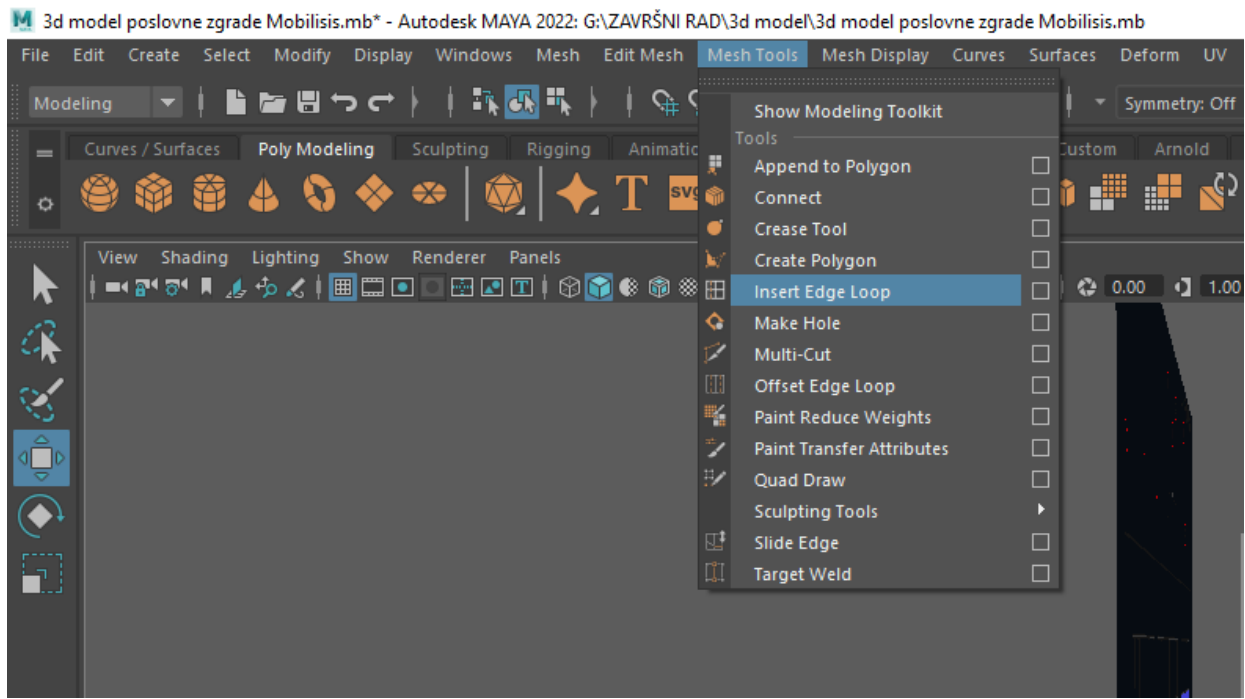 3d model poslovne zgrade Mobilisis.mb* - Autodesk MAYA 2022: G:\ZAVRŠNI RAD\3d model\3d model poslovne zgrade Mobilisis.mb
File Edit Create Select Modify Display Windows Mesh Edit Mesh Mesh Tools Mesh Display Curves Surfaces Deform UV
Modeling Symmetry: Off
Show Modeling Toolkit
Tools
Curves / Surfaces Poly Modeling Sculpting Rigging Custom Arnold
T
View Shading Lighting Show Renderer Panels
0.00 1.00
Append to Polygon
Connect
Crease Tool
Create Polygon
Insert Edge Loop
Make Hole
Multi-Cut
Offset Edge Loop
Paint Reduce Weights
Paint Transfer Attributes
Quad Draw
Sculpting Tools
Slide Edge
Target Weld